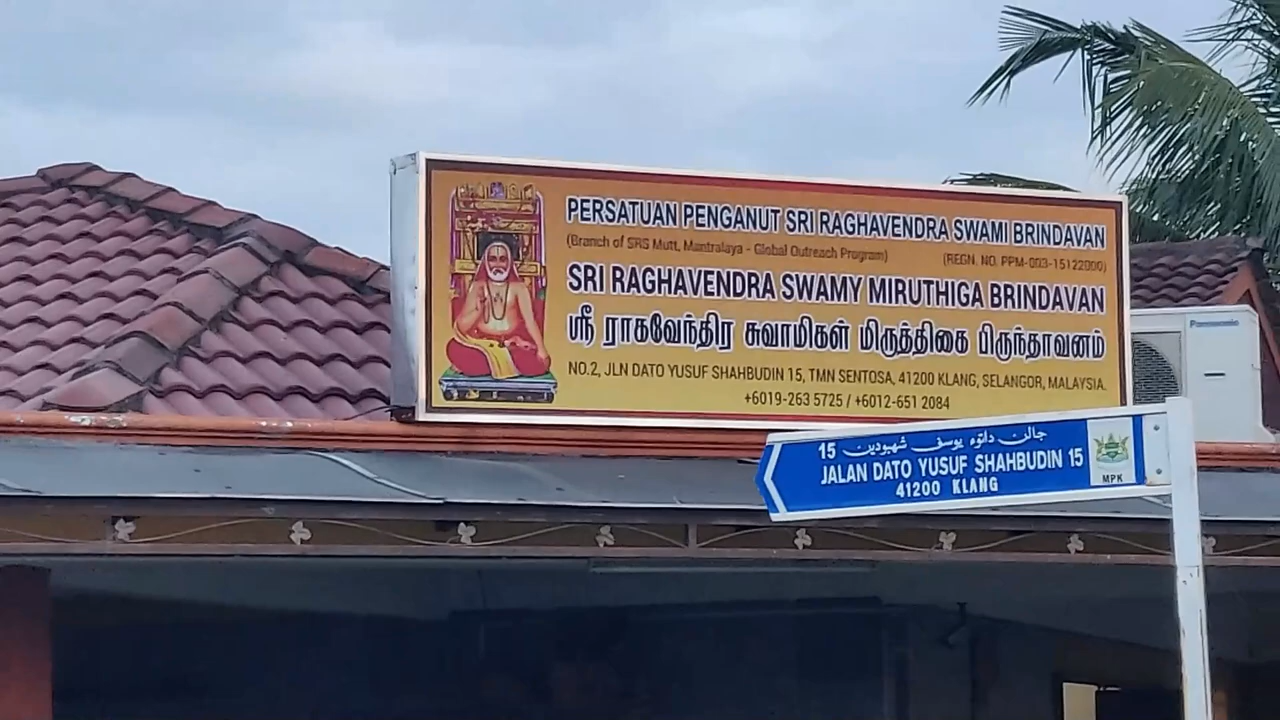 PERSATUAN PENGANUT SRI RAGHAVENDRA SWAMI BRINDAVAN
(Branch of SRS Mutt, Mantralaya - Global Outreach Program) (REGN. NO. PPM-003-15122000)
SRI RAGHAVENDRA SWAMY MIRUTHIGA BRINDAVAN
ஸ்ரீ ராகவேந்திர சுவாமிகள் மிருத்திகை பிருந்தாவனம்
NO.2, JLN DATO YUSUF SHAHBUDIN 15, TMN SENTOSA, 41200 KLANG, SELANGOR, MALAYSIA.
+6019-263 5725 / +6012-651 2084
Panasonic
جالن داتوء يوسف شهبودين 15
JALAN DATO YUSUF SHAHBUDIN 15
41200 KLANG
MPK